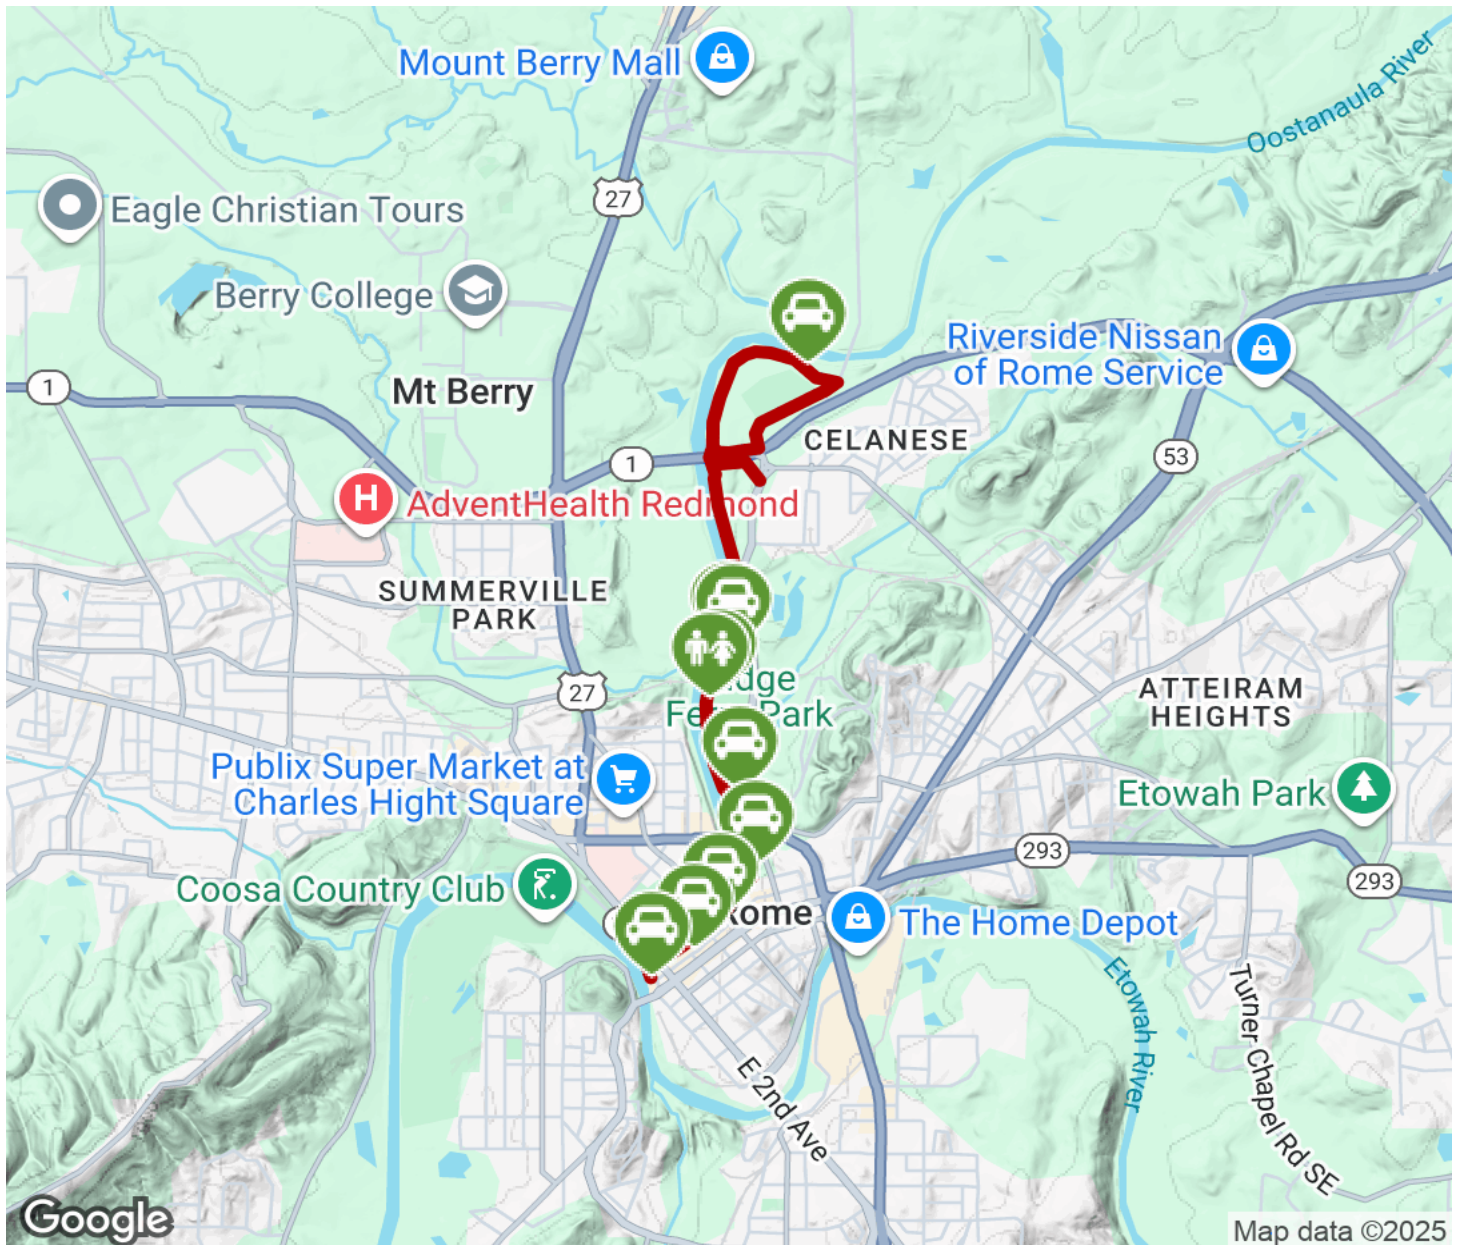 Mount Berry Mall
Oostanaula River
27
Eagle Christian Tours
Berry College
Riverside Nissan
of Rome Service
1
Mt Berry
CELANESE
1
53
H
AdventHealth Redmond
SUMMERVILLE
PARK
27
ATTEIRAM
HEIGHTS
Park
Publix Super Market at
Charles Hight Square
Etowah Park
293
293
Coosa Country Club
Rome
The Home Depot
Etowah River
Turner Chapel Rd SE
E 2nd Ave
Google
Map data ©2025